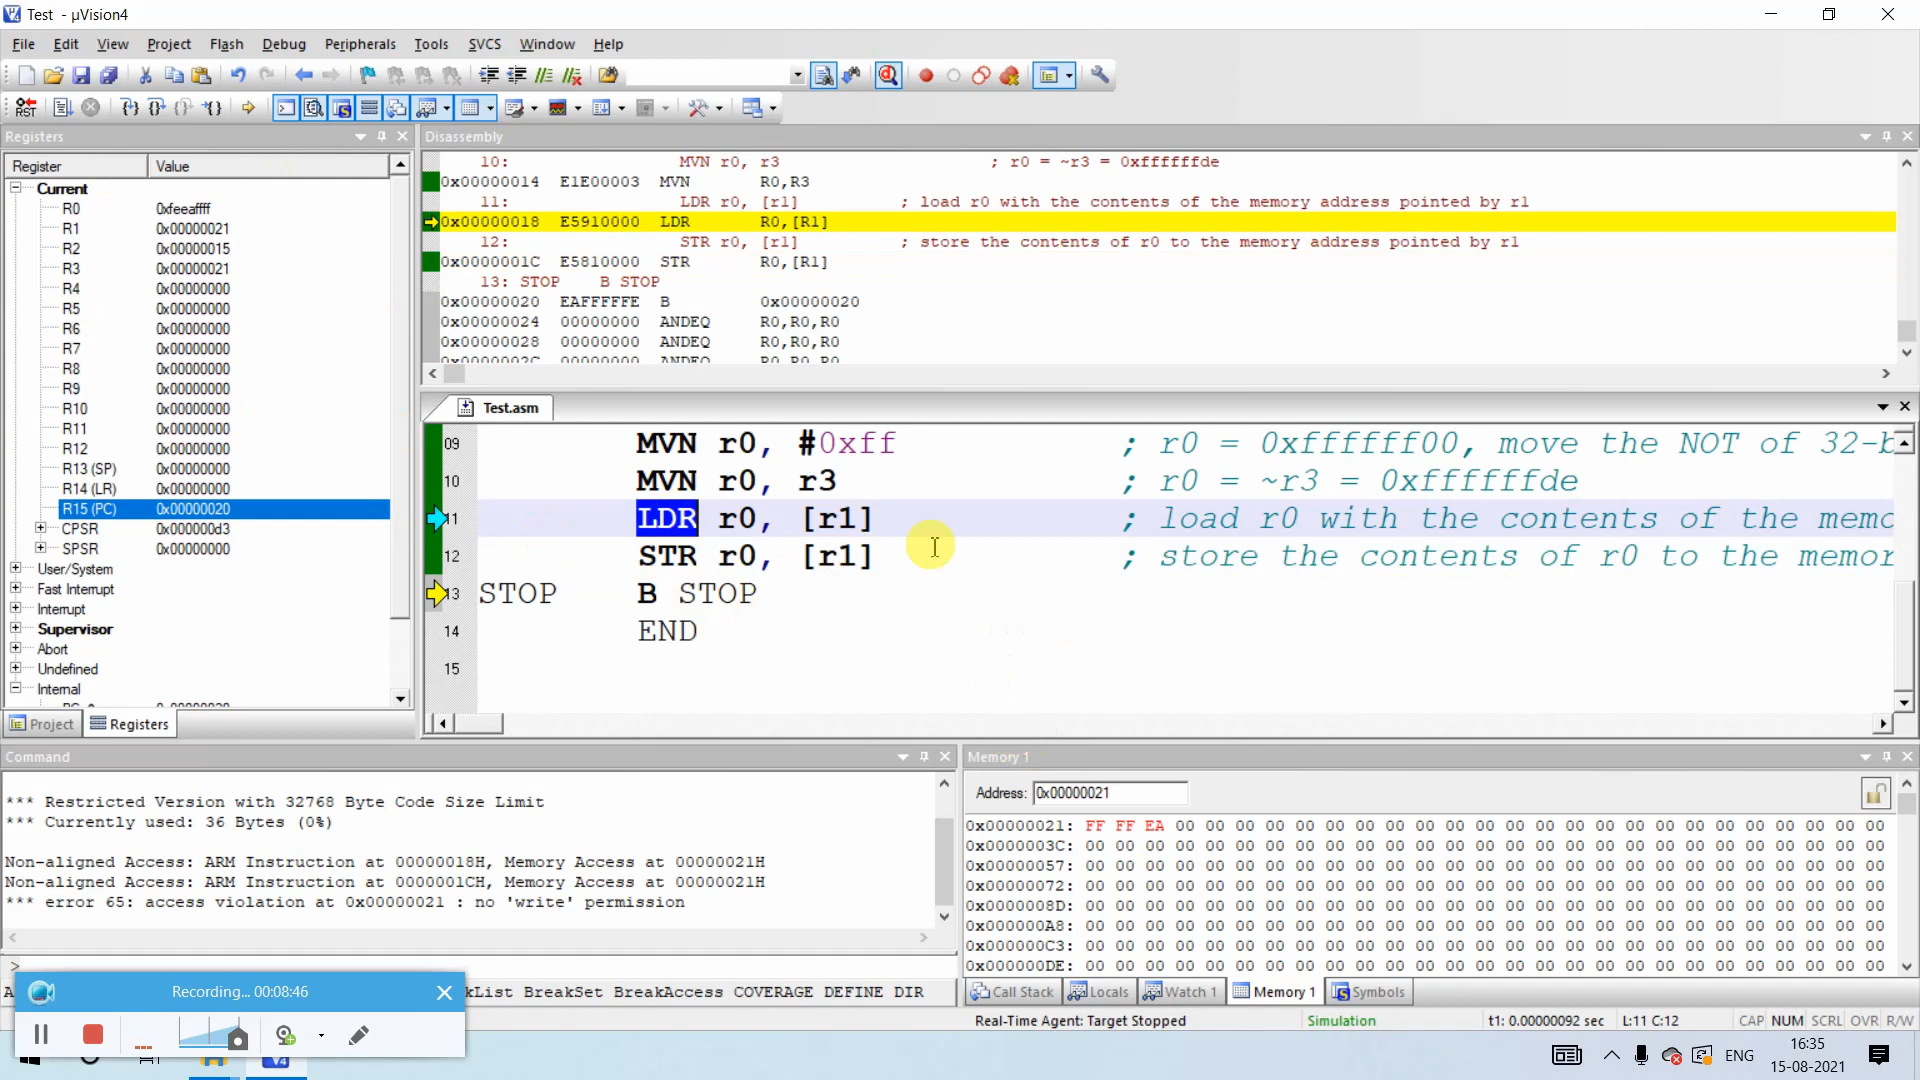 Test - µVision4
File Edit View Project Flash Debug Peripherals Tools SVCS Window Help
RST
Registers
Register Value
Current
R0 0xfeeaffff
R1 0x00000021
R2 0x00000015
R3 0x00000021
R4 0x00000000
R5 0x00000000
R6 0x00000000
R7 0x00000000
R8 0x00000000
R9 0x00000000
R10 0x00000000
R11 0x00000000
R12 0x00000000
R13 (SP) 0x00000000
R14 (LR) 0x00000000
R15 (PC) 0x00000020
CPSR 0x000000d3
SPSR 0x00000000
User/System
Fast Interrupt
Interrupt
Supervisor
Abort
Undefined
Internal
Project Registers
Disassembly
10: MVN r0, r3 ; r0 = ~r3 = 0xffffffde
0x00000014 E1E00003 MVN R0,R3
11: LDR r0, [r1] ; load r0 with the contents of the memory address pointed by r1
0x00000018 E5910000 LDR R0,[R1]
12: STR r0, [r1] ; store the contents of r0 to the memory address pointed by r1
0x0000001C E5810000 STR R0,[R1]
13: STOP B STOP
0x00000020 EAFFFFFE B 0x00000020
0x00000024 00000000 ANDEQ R0,R0,R0
0x00000028 00000000 ANDEQ R0,R0,R0
0x0000002C 00000000 ANDEQ R0,R0,R0
Test.asm
09 MVN r0, #0xff ; r0 = 0xffffff00, move the NOT of 32-b
10 MVN r0, r3 ; r0 = ~r3 = 0xffffffde
11 LDR r0, [r1] ; load r0 with the contents of the memo
12 STR r0, [r1] ; store the contents of r0 to the memor
13 STOP B STOP
14 END
15
Command
*** Restricted Version with 32768 Byte Code Size Limit
*** Currently used: 36 Bytes (0%)
Non-aligned Access: ARM Instruction at 00000018H, Memory Access at 00000021H
Non-aligned Access: ARM Instruction at 0000001CH, Memory Access at 00000021H
*** error 65: access violation at 0x00000021 : no 'write' permission
>
kList BreakSet BreakAccess COVERAGE DEFINE DIR
Memory 1
Address: 0x00000021
0x00000021: FF FF EA 00 00 00 00 00 00 00 00 00 00 00 00 00 00 00 00 00 00 00 00 00 00 00 00
0x0000003C: 00 00 00 00 00 00 00 00 00 00 00 00 00 00 00 00 00 00 00 00 00 00 00 00 00 00 00
0x00000057: 00 00 00 00 00 00 00 00 00 00 00 00 00 00 00 00 00 00 00 00 00 00 00 00 00 00 00
0x00000072: 00 00 00 00 00 00 00 00 00 00 00 00 00 00 00 00 00 00 00 00 00 00 00 00 00 00 00
0x0000008D: 00 00 00 00 00 00 00 00 00 00 00 00 00 00 00 00 00 00 00 00 00 00 00 00 00 00 00
0x000000A8: 00 00 00 00 00 00 00 00 00 00 00 00 00 00 00 00 00 00 00 00 00 00 00 00 00 00 00
0x000000C3: 00 00 00 00 00 00 00 00 00 00 00 00 00 00 00 00 00 00 00 00 00 00 00 00 00 00 00
0x000000DE: 00 00 00 00 00 00 00 00 00 00 00 00 00 00 00 00 00 00 00 00 00 00 00 00 00 00 00
Call Stack Locals Watch 1 Memory 1 Symbols
Recording... 00:08:46
Real-Time Agent: Target Stopped Simulation t1: 0.00000092 sec L:11 C:12 CAP NUM SCRL OVR R/W
V4
ENG
16:35
15-08-2021